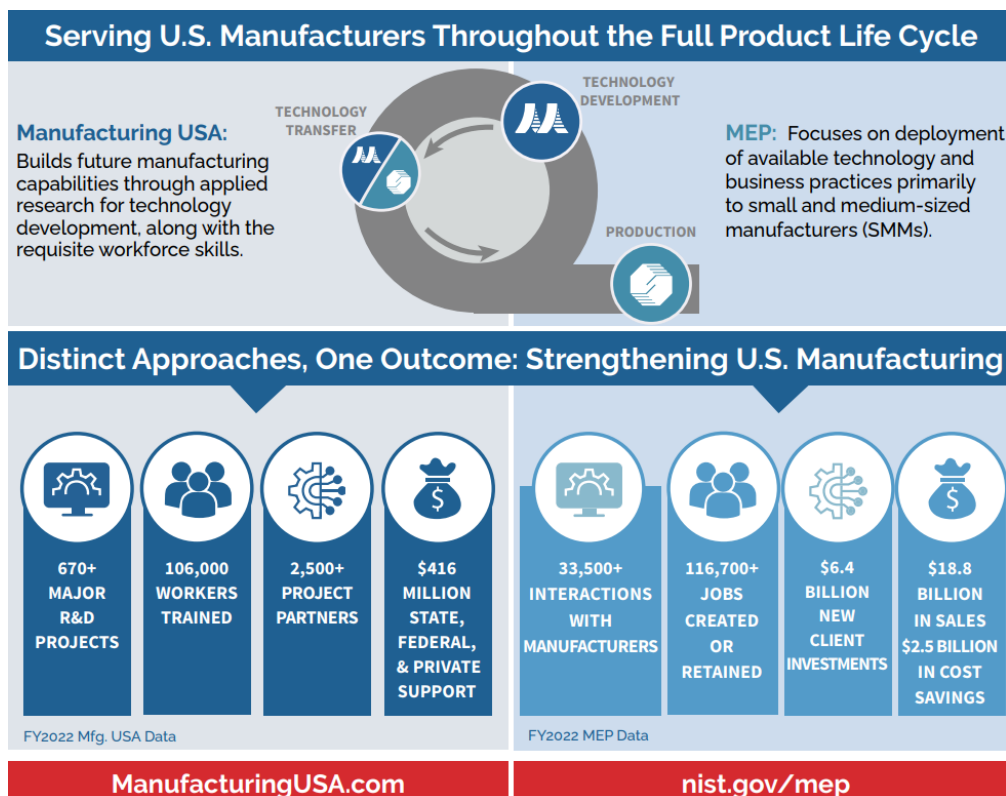 Serving U.S. Manufacturers Throughout the Full Product Life Cycle
Manufacturing USA:
Builds future manufacturing
capabilities through applied
research for technology
development, along with the
requisite workforce skills.
TECHNOLOGY
TRANSFER
TECHNOLOGY
DEVELOPMENT
PRODUCTION
MEP: Focuses on deployment
of available technology and
business practices primarily
to small and medium-sized
manufacturers (SMMs).
Distinct Approaches, One Outcome: Strengthening U.S. Manufacturing
670+
MAJOR
R&D
PROJECTS
106,000
WORKERS
TRAINED
2,500+
PROJECT
PARTNERS
$
$416
MILLION
STATE,
FEDERAL,
& PRIVATE
SUPPORT
FY2022 Mfg. USA Data
33,500+
INTERACTIONS
WITH
MANUFACTURERS
116,700+
JOBS
CREATED
OR
RETAINED
$6.4
BILLION
NEW
CLIENT
INVESTMENTS
$
$18.8
BILLION
IN SALES
$2.5 BILLION
IN COST
SAVINGS
FY2022 MEP Data
ManufacturingUSA.com
nist.gov/mep